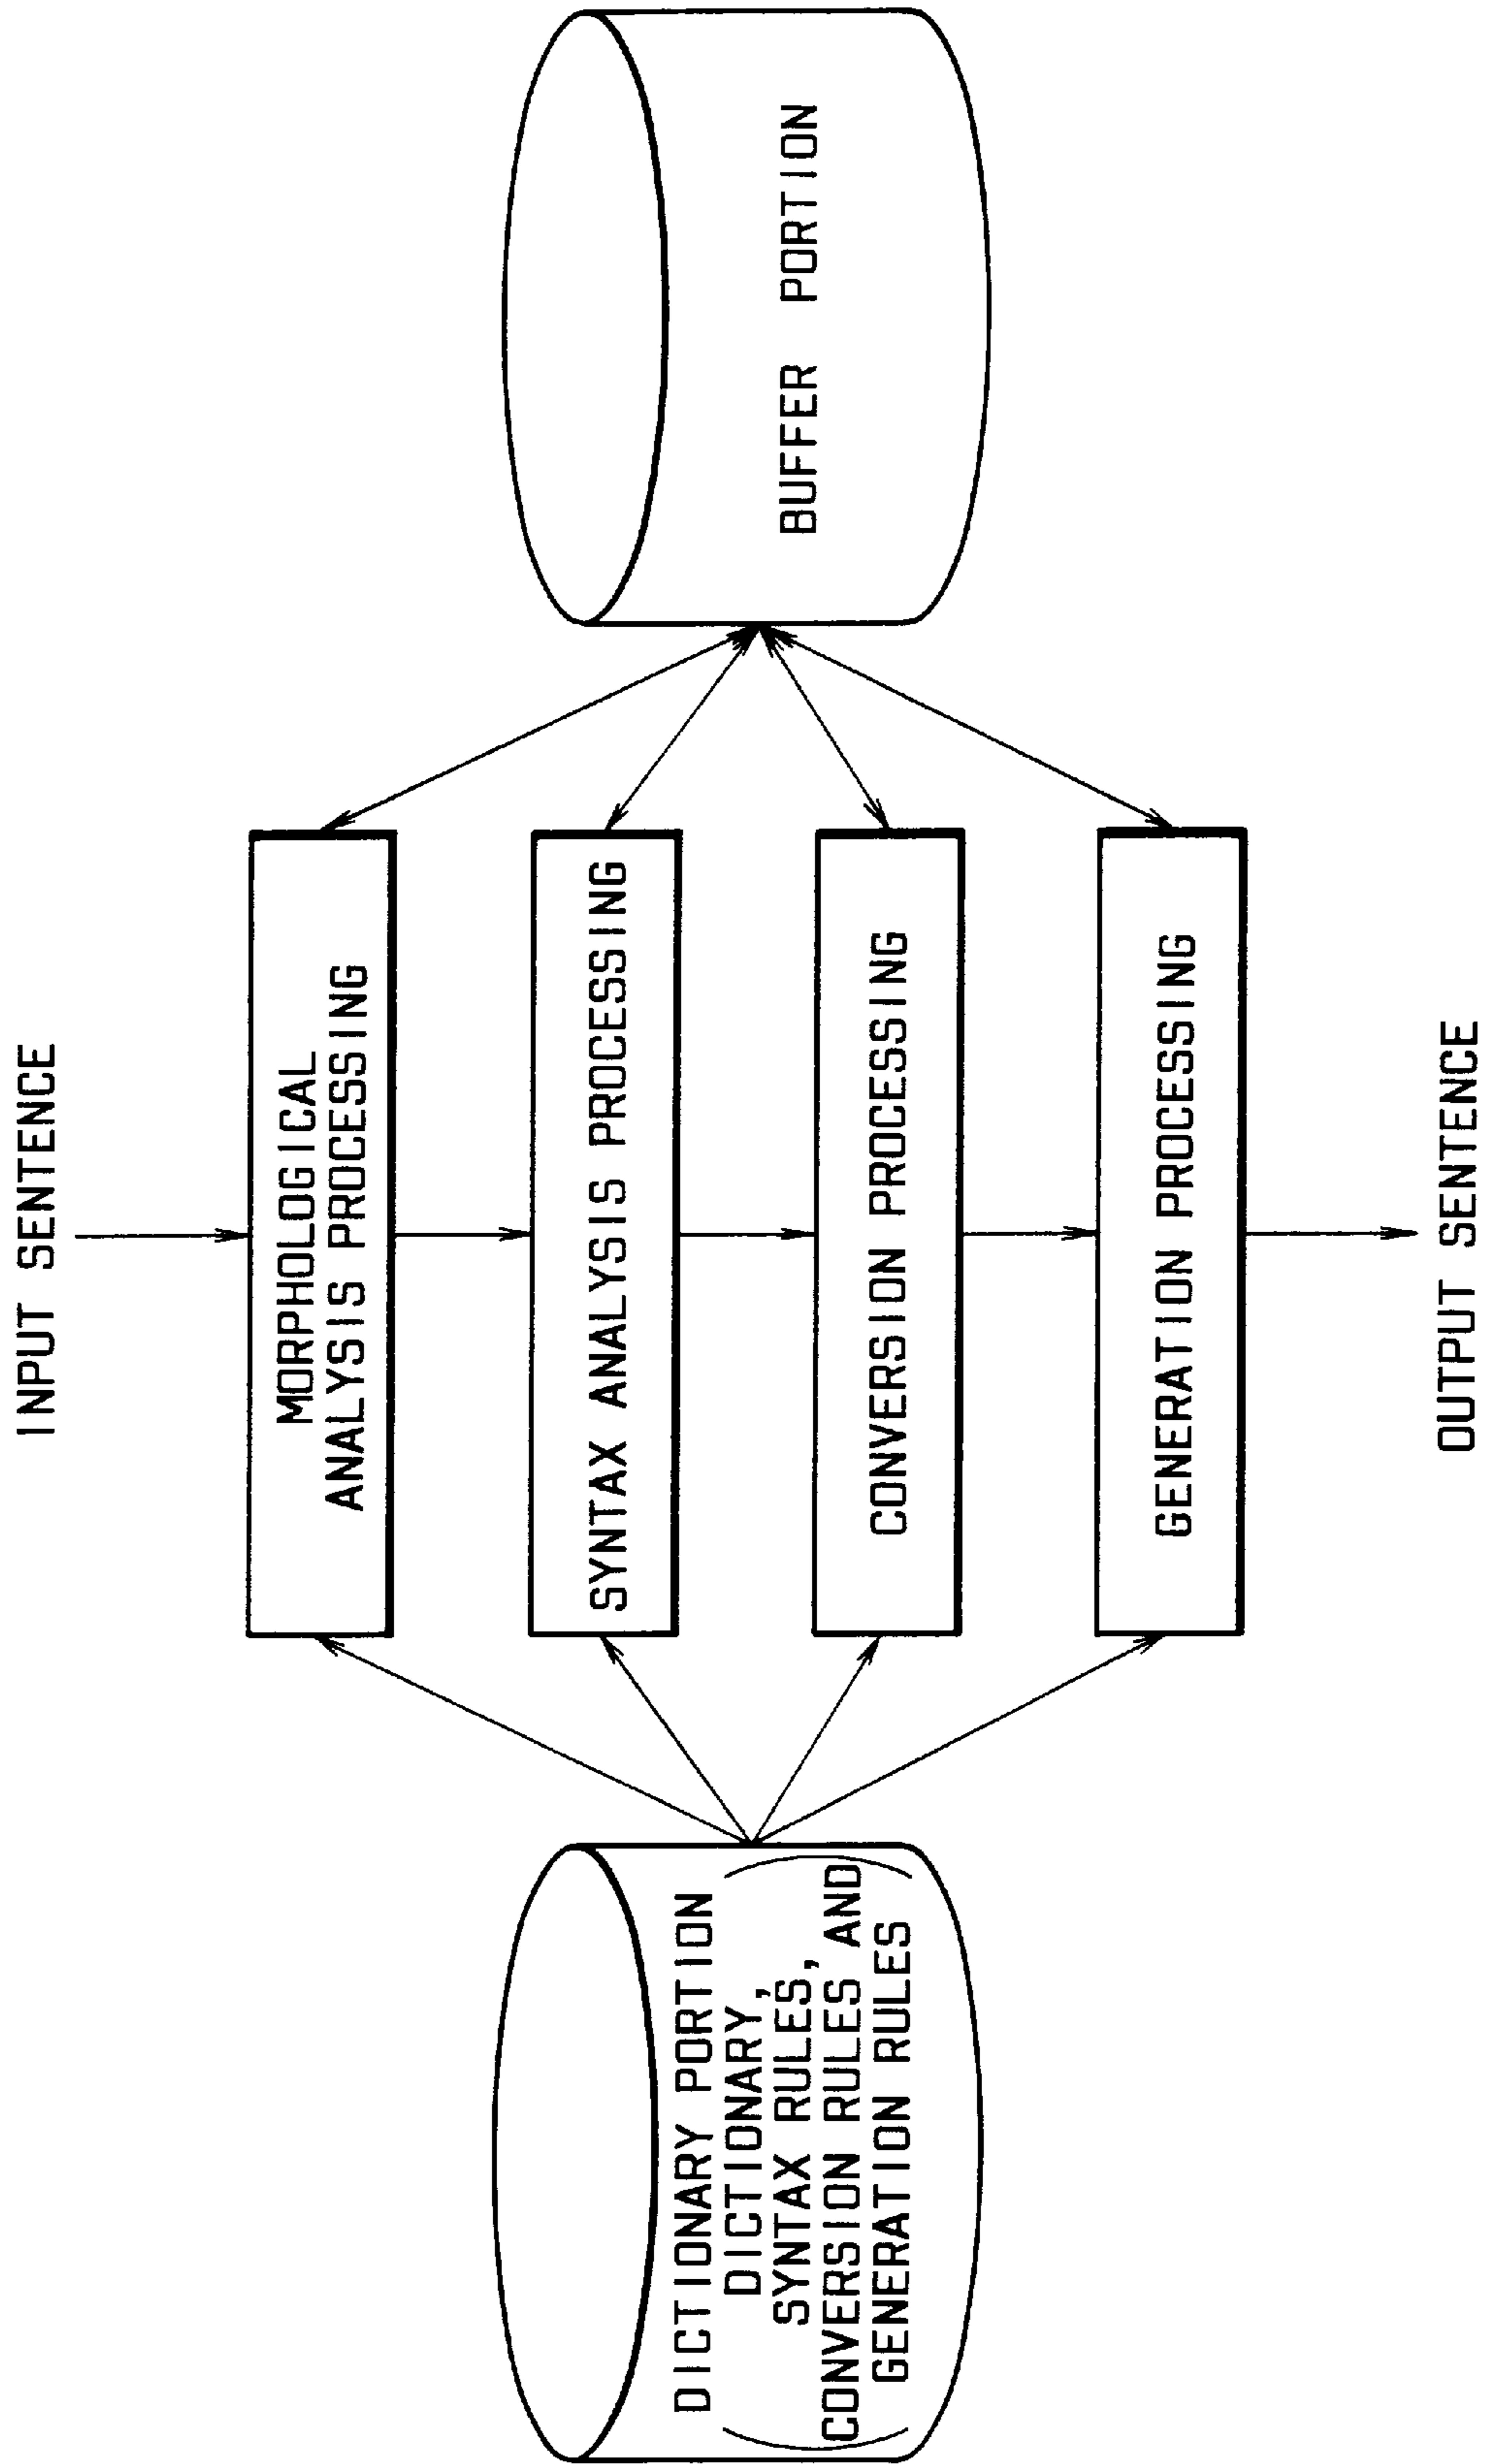 INPUT SENTENCE
MORPHOLOGICAL
ANALYSIS PROCESSING
SYNTAX ANALYSIS PROCESSING
CONVERSION PROCESSING
GENERATION PROCESSING
OUTPUT SENTENCE
DICTIONARY PORTION
(DICTIONARY,
SYNTAX RULES,
CONVERSION RULES AND
GENERATION RULES)
BUFFER PORTION